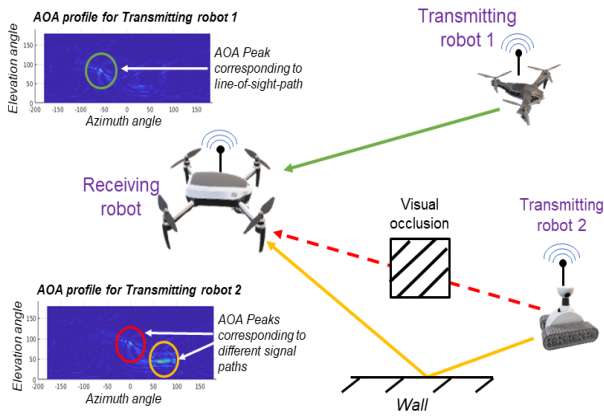 AOA profile for Transmitting robot 1
Elevation angle
150
100
50
0
-200
-150
-100
-50
0
50
100
150
Azimuth angle
AOA Peak
corresponding to
line-of-sight-path
Transmitting
robot 1
Receiving
robot
Visual
occlusion
Transmitting
robot 2
AOA profile for Transmitting robot 2
Elevation angle
150
100
50
0
-200
-150
-100
-50
0
50
100
150
Azimuth angle
AOA Peaks
corresponding to
different signal
paths
Wall